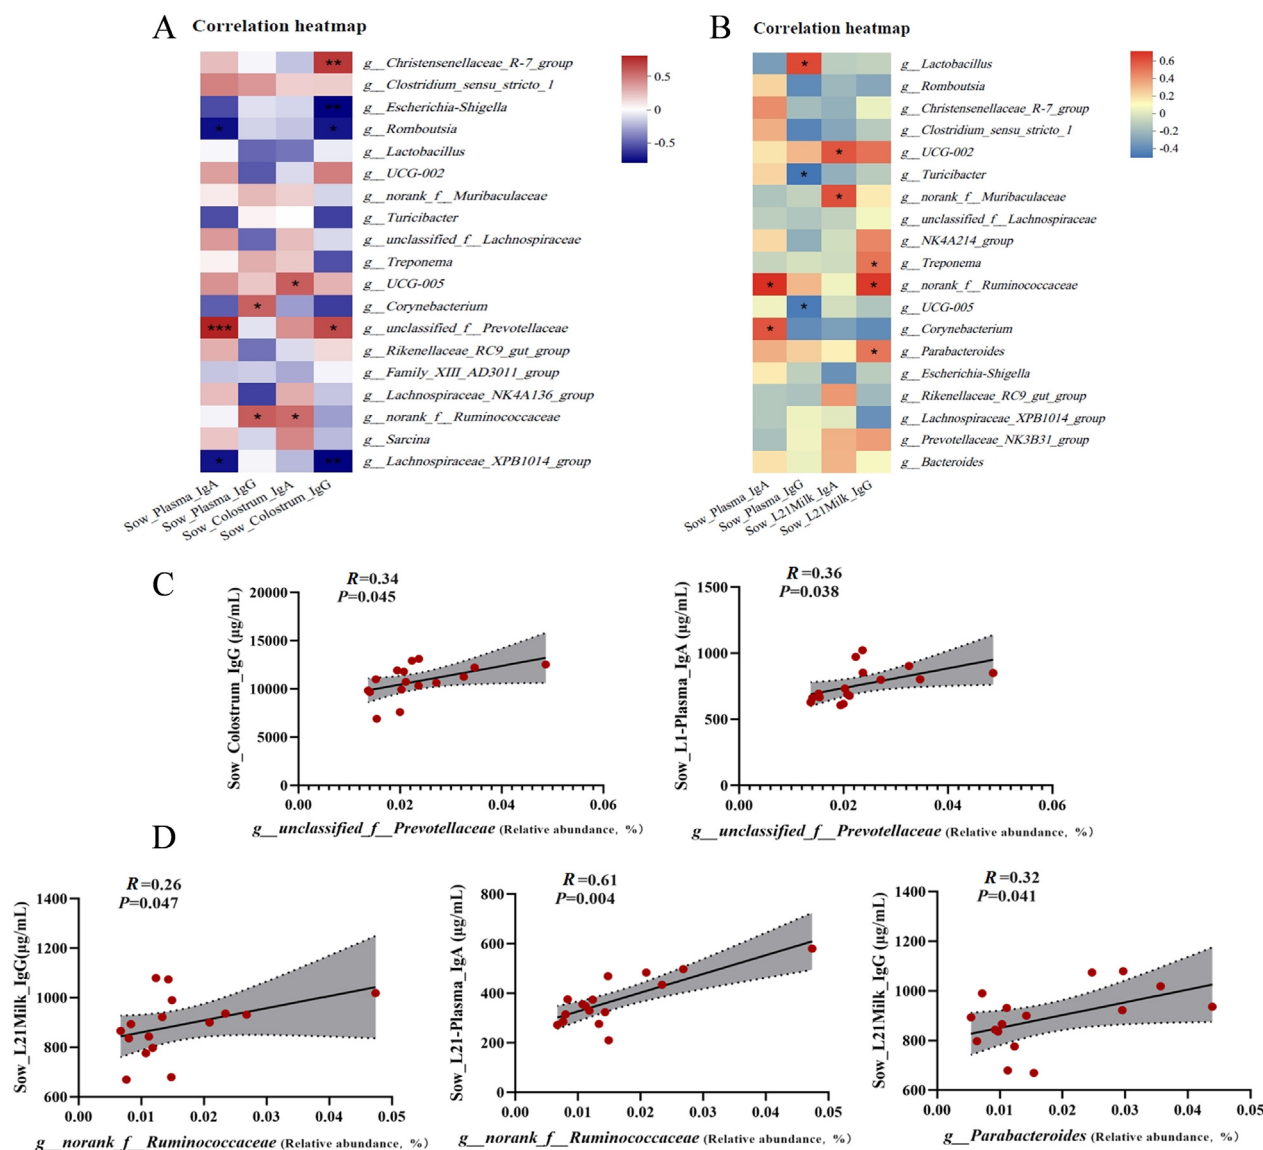 A
Correlation heatmap
g__Christensenellaceae_R-7_group
g__Clostridium_sensu_stricto_1
g__Escherichia-Shigella
g__Romboutsia
g__Lactobacillus
g__UCG-002
g__norank_f__Muribaculaceae
g__Turicibacter
g__unclassified_f__Lachnospiraceae
g__Treponema
g__UCG-005
g__Corynebacterium
g__unclassified_f__Prevotellaceae
g__Rikenellaceae_RC9_gut_group
g__Family_XIII_AD3011_group
g__Lachnospiraceae_NK4A136_group
g__norank_f__Ruminococcaceae
g__Sarcina
g__Lachnospiraceae_XPB1014_group
**
**
* *
*
*
*** *
* *
* **
0.5
0
-0.5
Sow_Plasma_IgA
Sow_Plasma_IgG
Sow_Colostrum_IgA
Sow_Colostrum_IgG
B
Correlation heatmap
g__Lactobacillus
g__Romboutsia
g__Christensenellaceae_R-7_group
g__Clostridium_sensu_stricto_1
g__UCG-002
g__Turicibacter
g__norank_f__Muribaculaceae
g__unclassified_f__Lachnospiraceae
g__NK4A214_group
g__Treponema
g__norank_f__Ruminococcaceae
g__UCG-005
g__Corynebacterium
g__Parabacteroides
g__Escherichia-Shigella
g__Rikenellaceae_RC9_gut_group
g__Lachnospiraceae_XPB1014_group
g__Prevotellaceae_NK3B31_group
g__Bacteroides
*
*
*
*
*
* *
*
*
*
0.6
0.4
0.2
0
-0.2
-0.4
Sow_Plasma_IgA
Sow_Plasma_IgG
Sow_L21Milk_IgA
Sow_L21Milk_IgG
C
R=0.34
P=0.045
Sow_Colostrum_IgG (μg/mL)
20000
15000
10000
5000
0
0.00 0.02 0.04 0.06
g__unclassified_f__Prevotellaceae (Relative abundance, %)
R=0.36
P=0.038
Sow_L1-Plasma_IgA (μg/mL)
1500
1000
500
0
0.00 0.02 0.04 0.06
g__unclassified_f__Prevotellaceae (Relative abundance, %)
D
R=0.26
P=0.047
Sow_L21Milk_IgG(μg/mL)
1400
1200
1000
800
600
0.00 0.01 0.02 0.03 0.04 0.05
g__norank_f__Ruminococcaceae (Relative abundance, %)
R=0.61
P=0.004
Sow_L21-Plasma_IgA (μg/mL)
800
600
400
200
0
0.00 0.01 0.02 0.03 0.04 0.05
g__norank_f__Ruminococcaceae (Relative abundance, %)
R=0.32
P=0.041
Sow_L21Milk_IgG (μg/mL)
1400
1200
1000
800
600
0.00 0.01 0.02 0.03 0.04 0.05
g__Parabacteroides (Relative abundance, %)